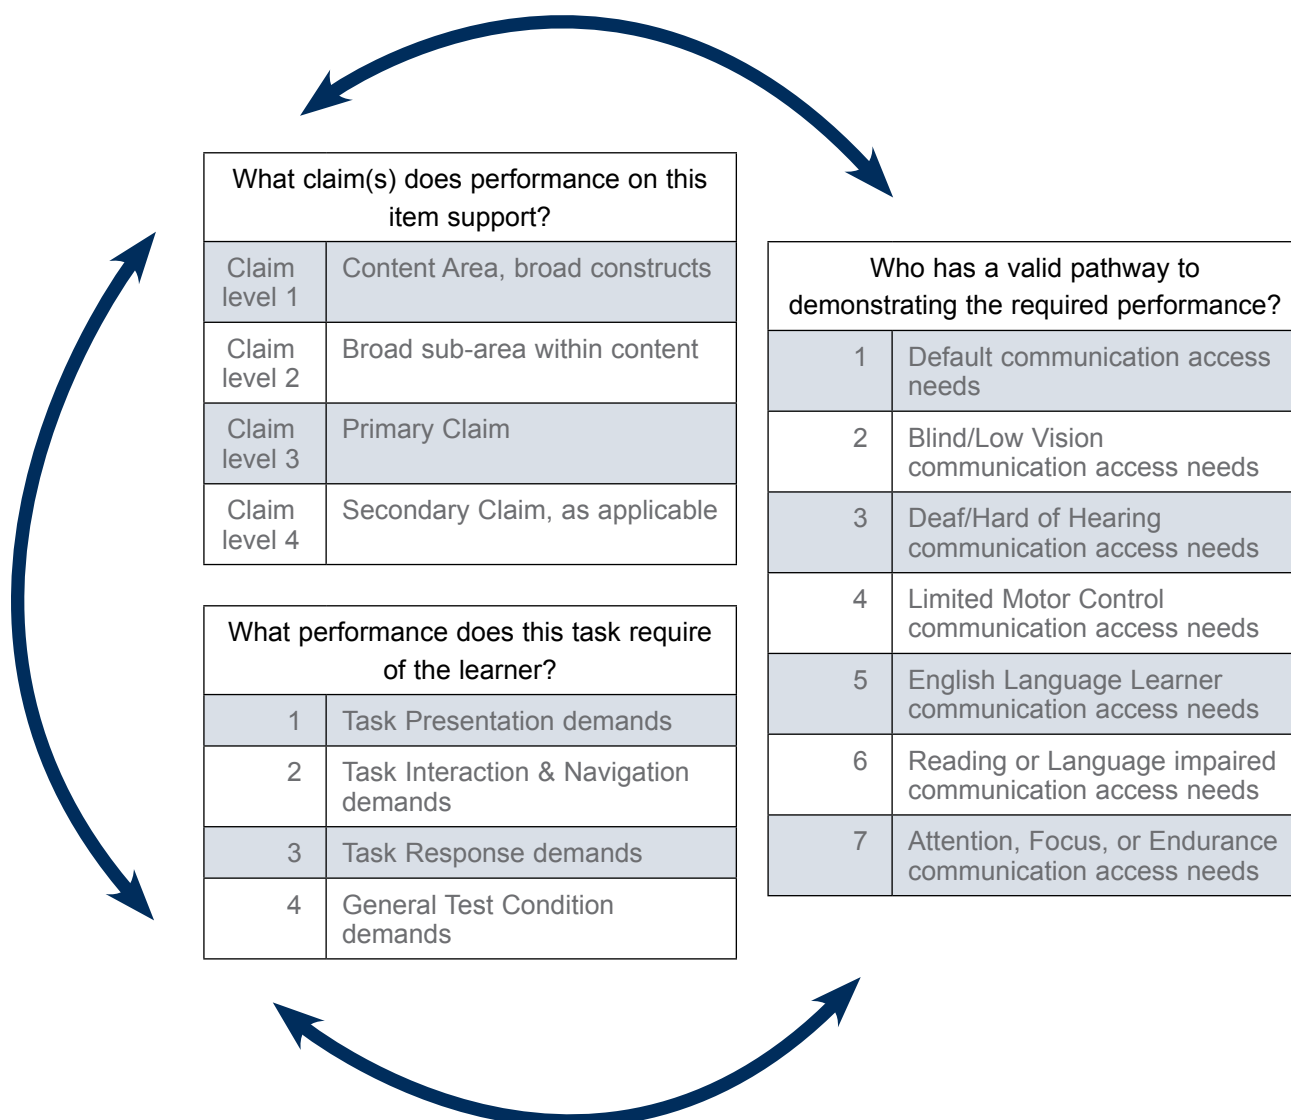 What claim(s) does performance on this
item support?
Claim
level 1
Content Area, broad constructs
Claim
level 2
Broad sub-area within content
Claim
level 3
Primary Claim
Claim
level 4
Secondary Claim, as applicable
What performance does this task require
of the learner?
1 Task Presentation demands
2 Task Interaction & Navigation
demands
3 Task Response demands
4 General Test Condition
demands
Who has a valid pathway to
demonstrating the required performance?
1 Default communication access
needs
2 Blind/Low Vision
communication access needs
3 Deaf/Hard of Hearing
communication access needs
4 Limited Motor Control
communication access needs
5 English Language Learner
communication access needs
6 Reading or Language impaired
communication access needs
7 Attention, Focus, or Endurance
communication access needs